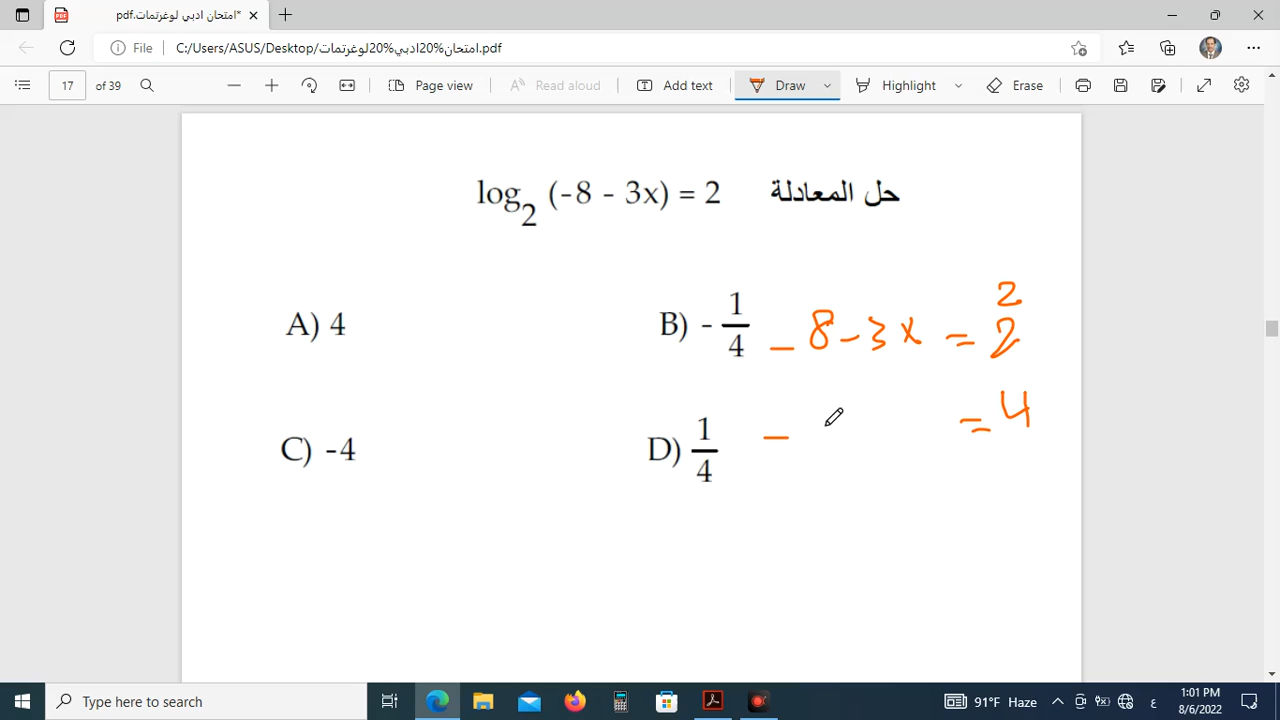 امتحان ادبي لوغرتمات.pdf*
File C:/Users/ASUS/Desktop/امتحان%20ادبي%20لوغرتمات.pdf
17 of 39 Page view Read aloud Add text Draw Highlight Erase
log2 (-8 - 3x) = 2 حل المعادلة
A) 4
B) - 1/4
C) -4
D) 1/4
- 8 - 3x = 2^2
- = 4
Type here to search
91°F Haze
ع
1:01 PM
8/6/2022